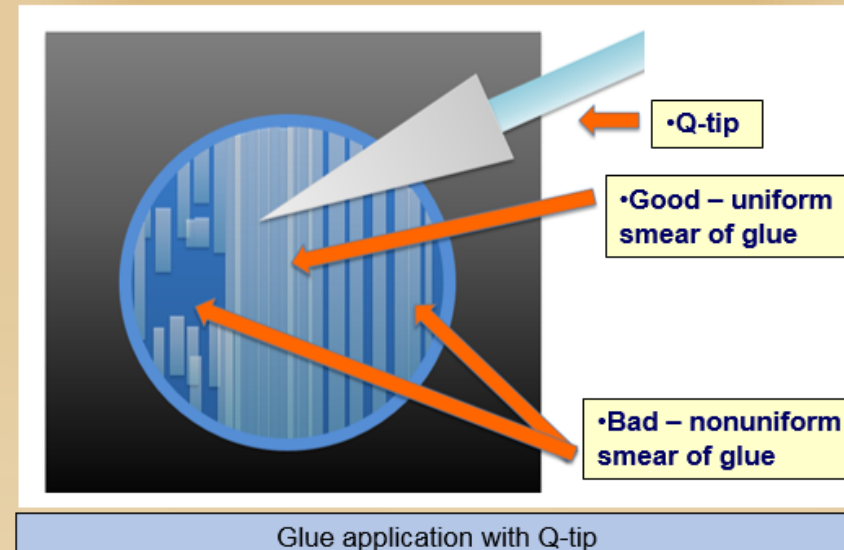 •Q-tip
•Good – uniform
smear of glue
•Bad – nonuniform
smear of glue
Glue application with Q-tip